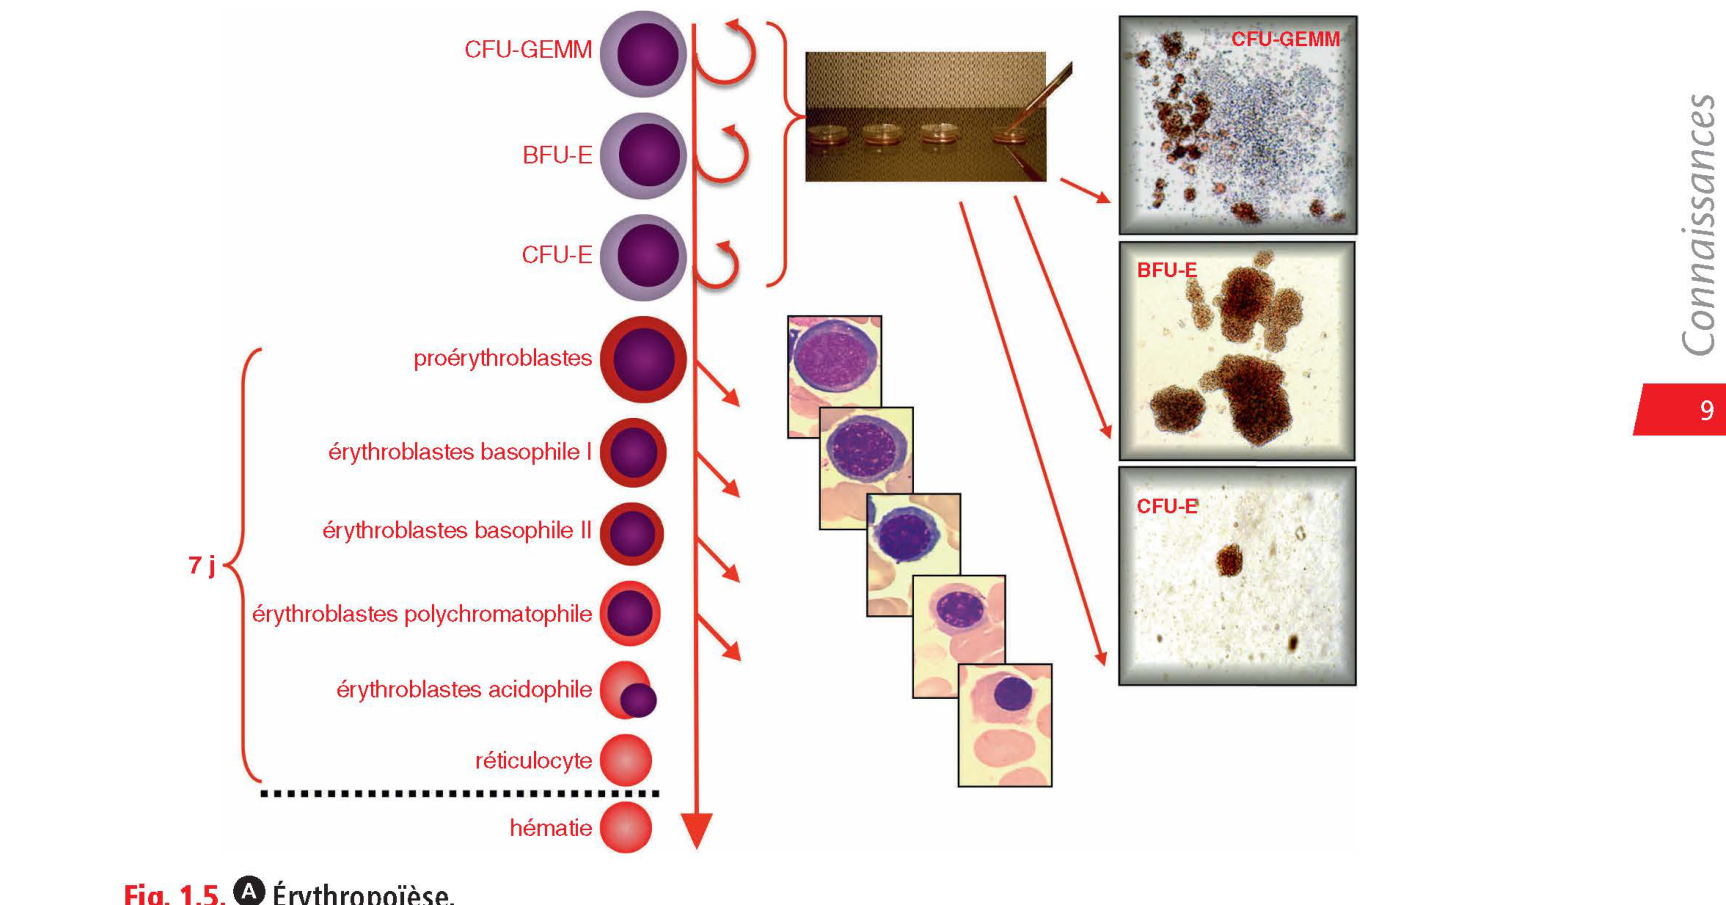 CFU-GEMM
BFU-E
CFU-E
proérythroblastes
érythroblastes basophile I
érythroblastes basophile II
7 j
érythroblastes polychromatophile
érythroblastes acidophile
réticulocyte
hématie
CFU-GEMM
BFU-E
CFU-E
Connaissances
9
Fig. 1.5. A Érythropoïèse.